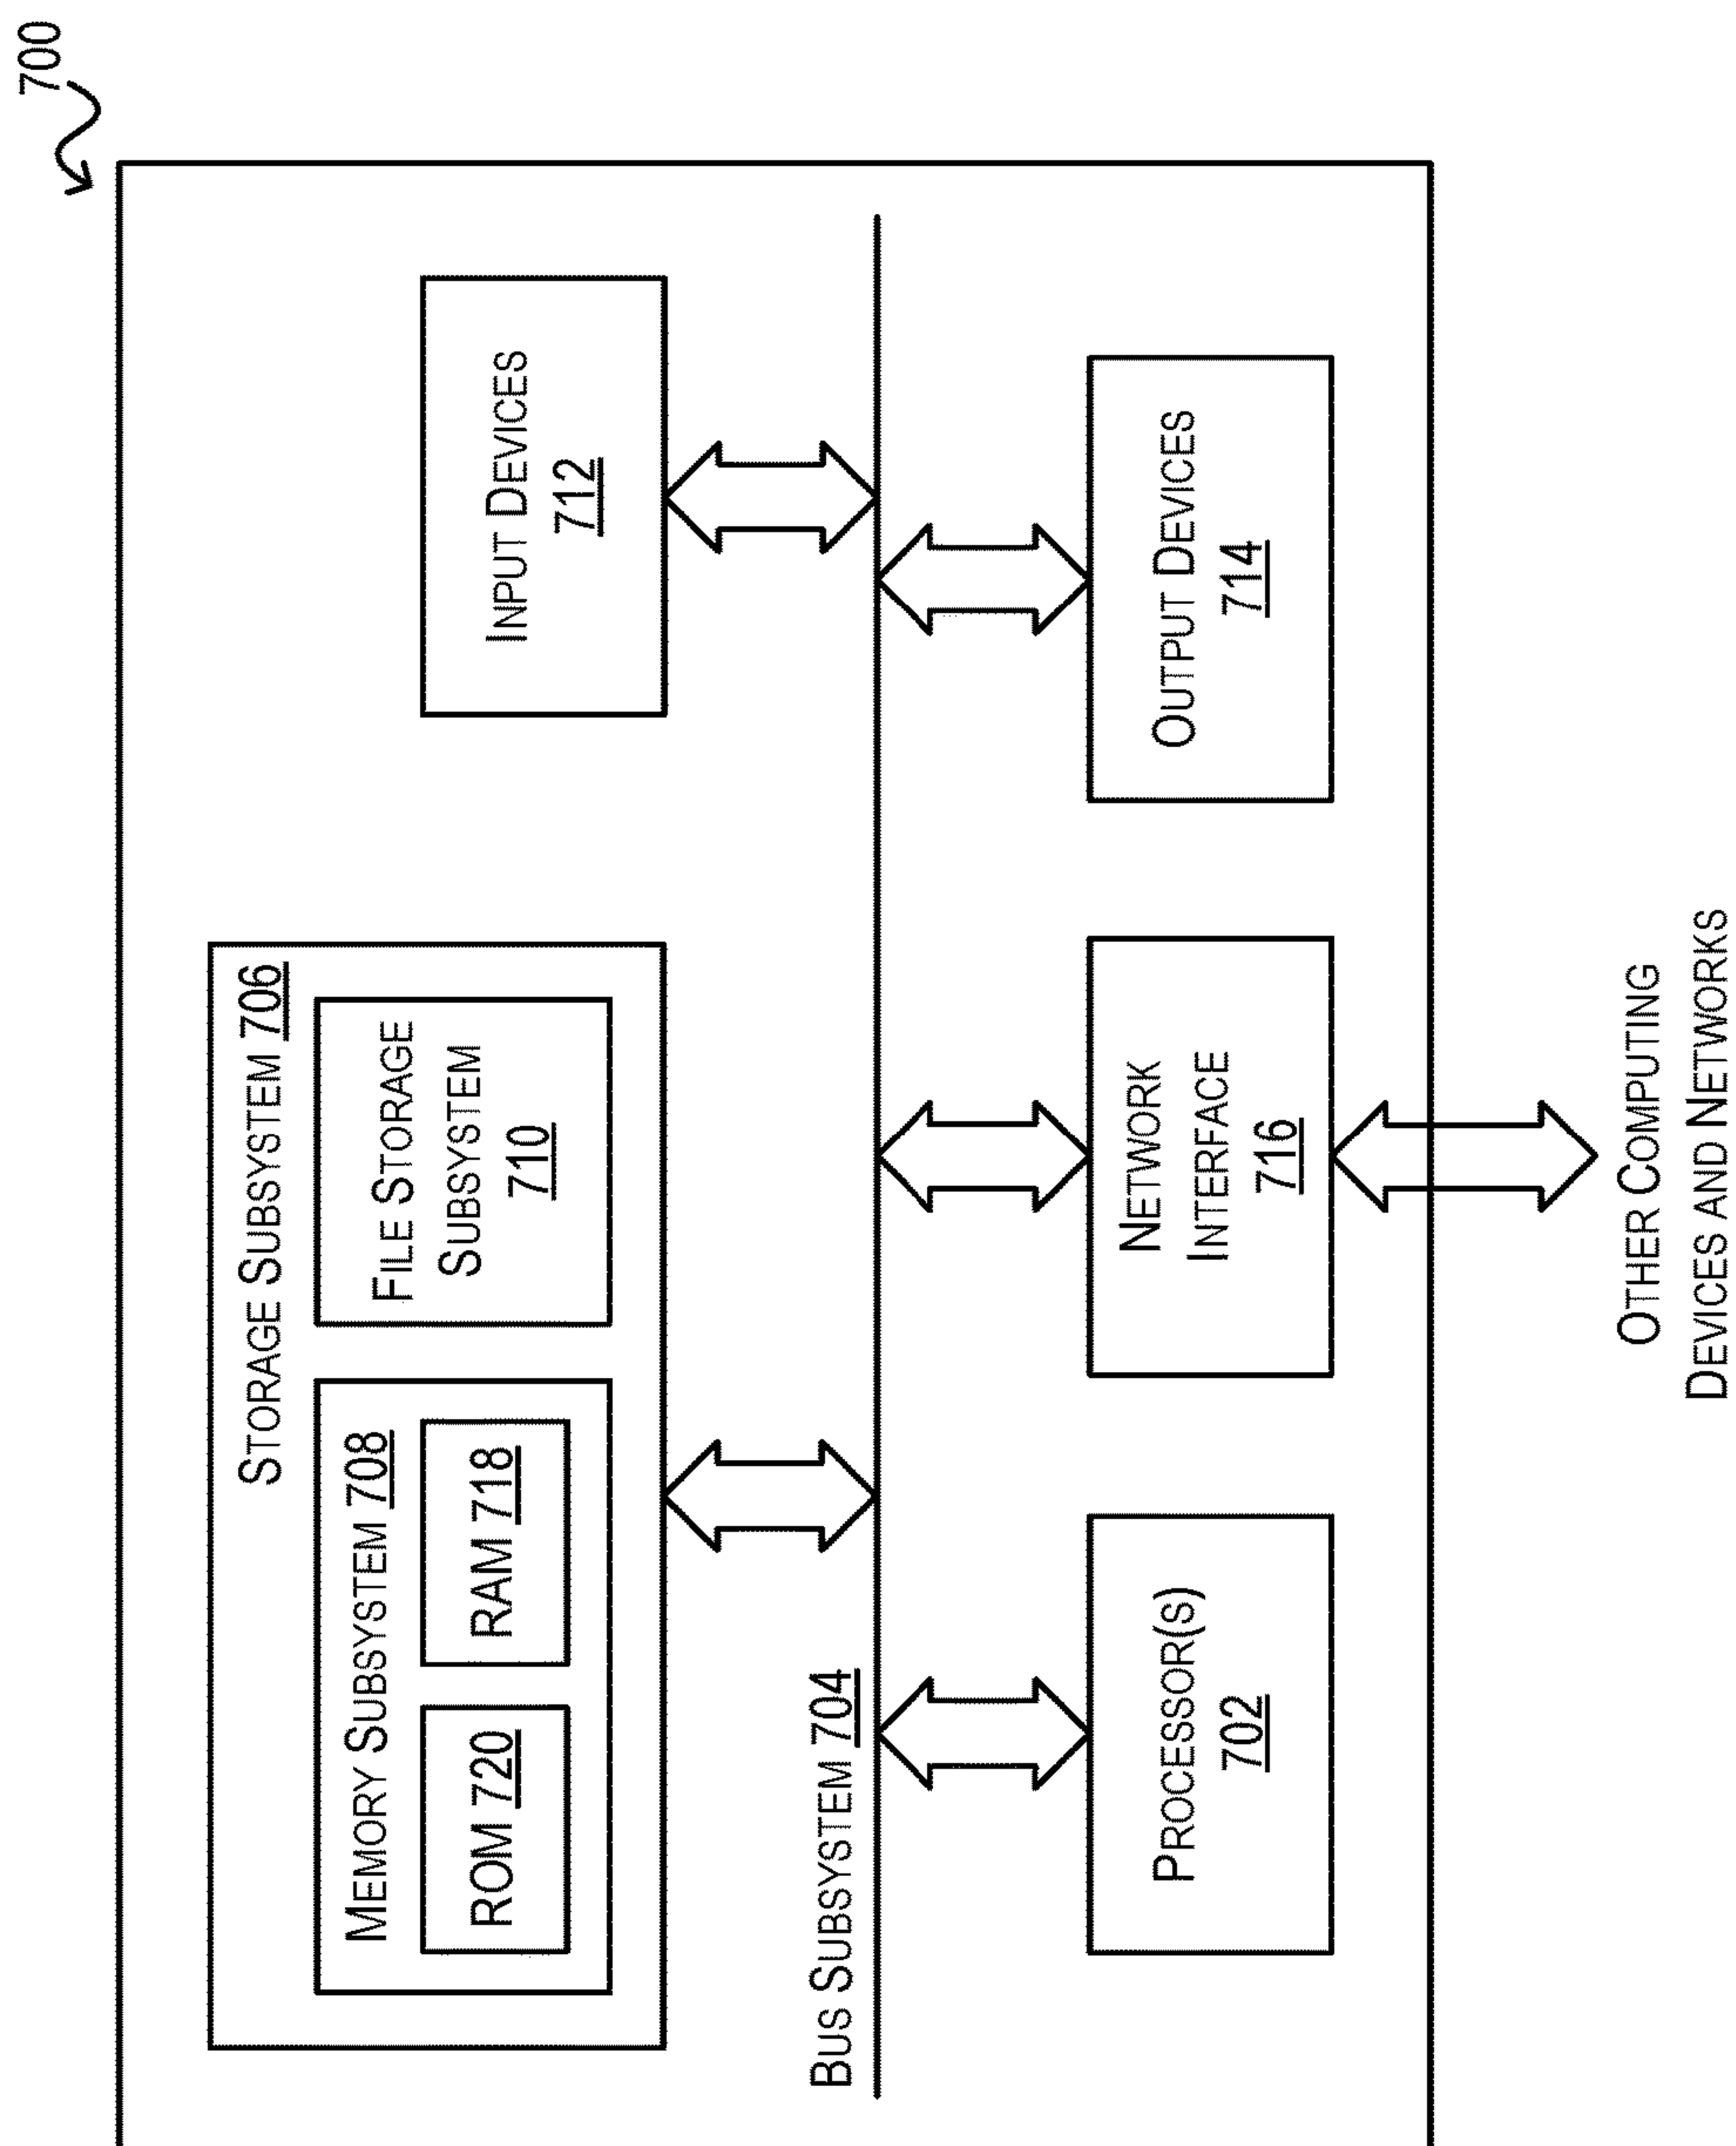 700
STORAGE SUBSYSTEM 706
MEMORY SUBSYSTEM 708
ROM 720
RAM 718
FILE STORAGE
SUBSYSTEM
710
INPUT DEVICES
712
BUS SUBSYSTEM 704
PROCESSOR(S)
702
NETWORK
INTERFACE
716
OUTPUT DEVICES
714
OTHER COMPUTING
DEVICES AND NETWORKS